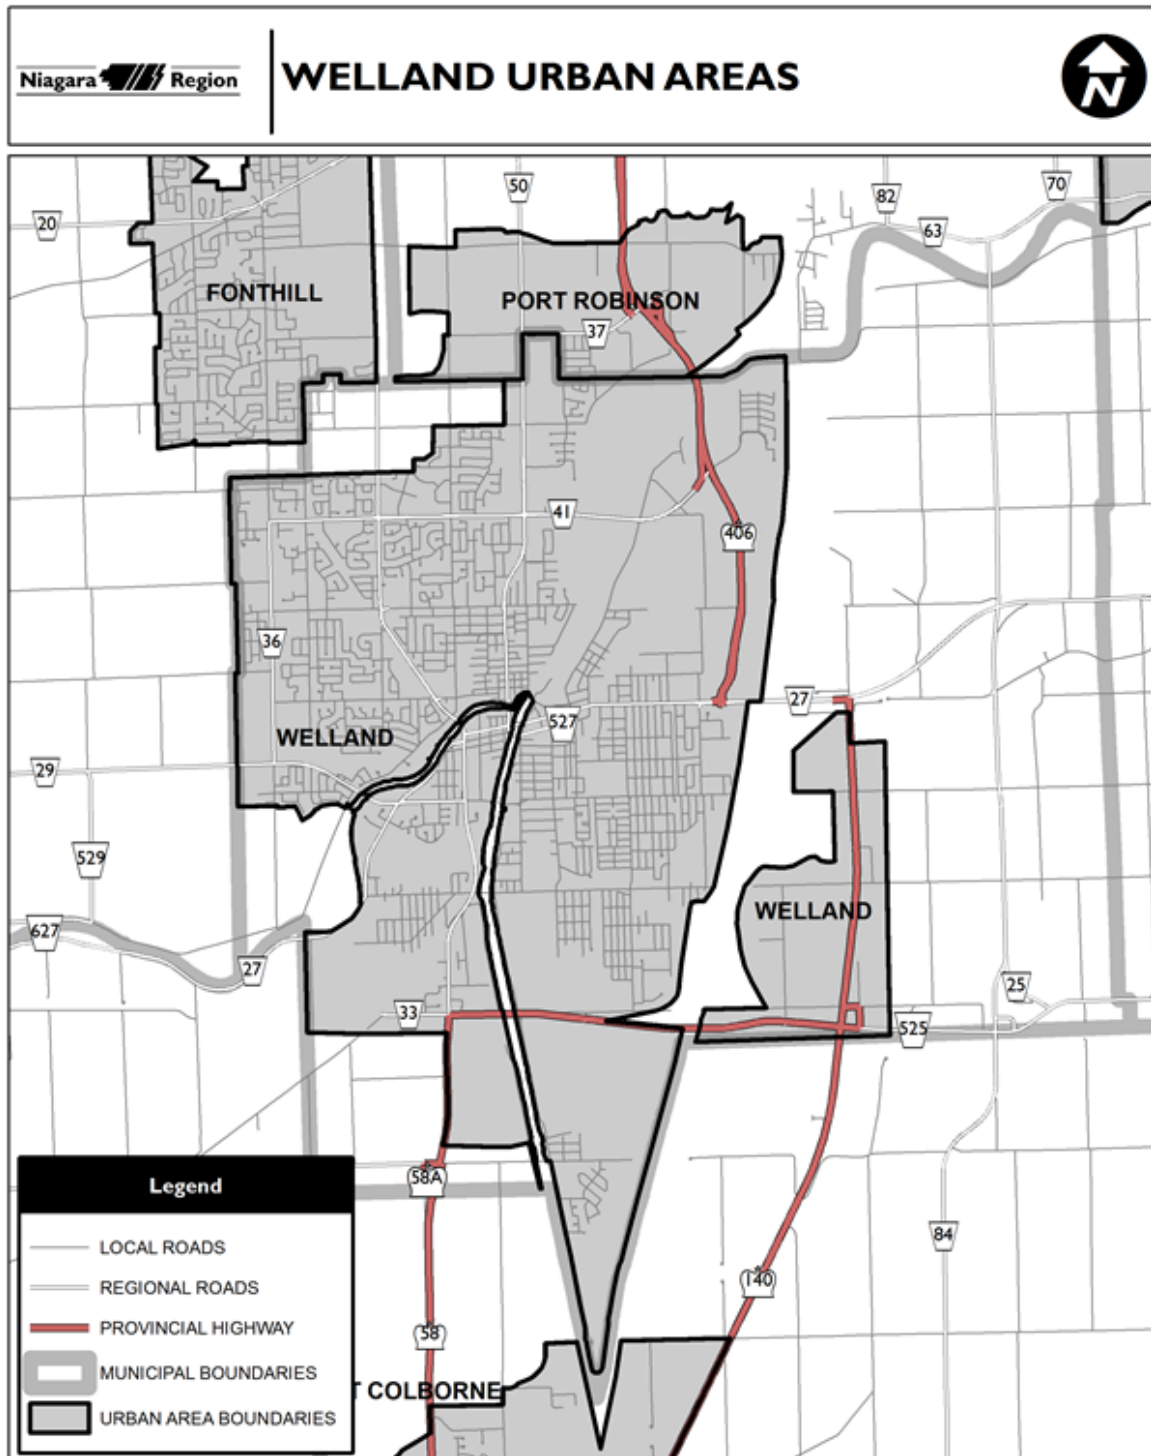 Niagara Region
WELLAND URBAN AREAS
N
50
82
70
20
63
FONTHILL
PORT ROBINSON
37
41
406
36
27
527
WELLAND
29
529
WELLAND
627
27
25
33
525
58A
84
140
58
T COLBORNE
Legend
LOCAL ROADS
REGIONAL ROADS
PROVINCIAL HIGHWAY
MUNICIPAL BOUNDARIES
URBAN AREA BOUNDARIES